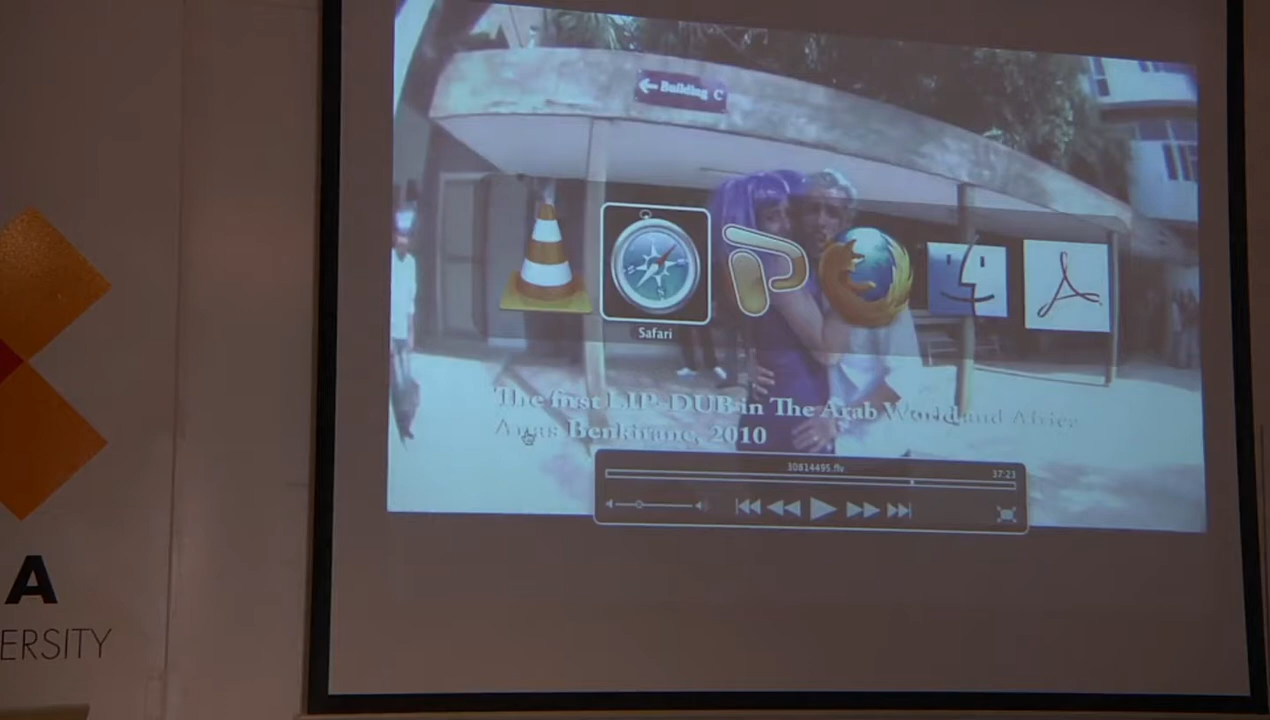 ← Building C
Safari
The first LIP-DUB in The Arab World and Africa
Anas Benkirane, 2010
30814495.flv
37:23
A
ERSITY